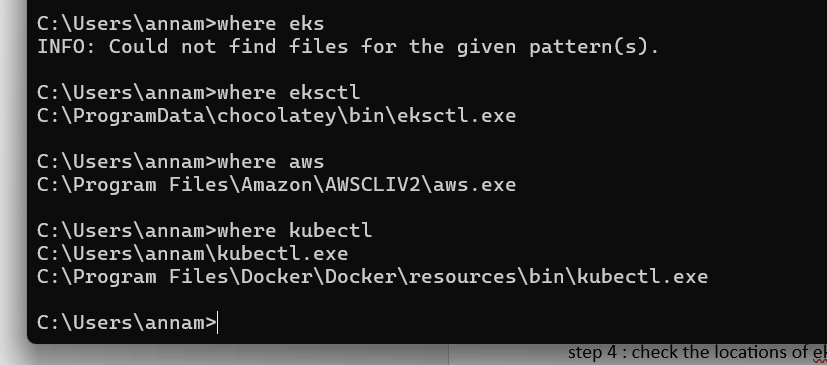 C:\Users\annam>where eks
INFO: Could not find files for the given pattern(s).
C:\Users\annam>where eksctl
C:\ProgramData\chocolatey\bin\eksctl.exe
C:\Users\annam>where aws
C:\Program Files\Amazon\AWSCLIV2\aws.exe
C:\Users\annam>where kubectl
C:\Users\annam\kubectl.exe
C:\Program Files\Docker\Docker\resources\bin\kubectl.exe
C:\Users\annam>
step 4 : check the locations of